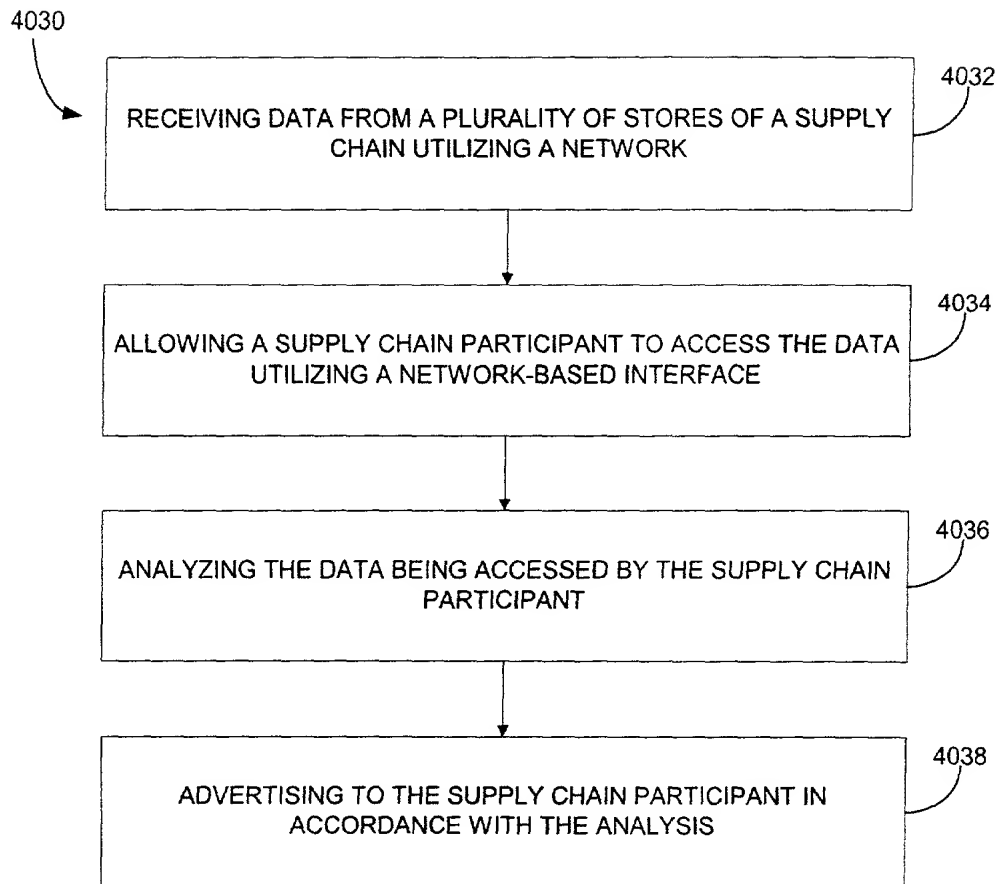 4030
RECEIVING DATA FROM A PLURALITY OF STORES OF A SUPPLY
CHAIN UTILIZING A NETWORK
4032
ALLOWING A SUPPLY CHAIN PARTICIPANT TO ACCESS THE DATA
UTILIZING A NETWORK-BASED INTERFACE
4034
ANALYZING THE DATA BEING ACCESSED BY THE SUPPLY CHAIN
PARTICIPANT
4036
ADVERTISING TO THE SUPPLY CHAIN PARTICIPANT IN
ACCORDANCE WITH THE ANALYSIS
4038